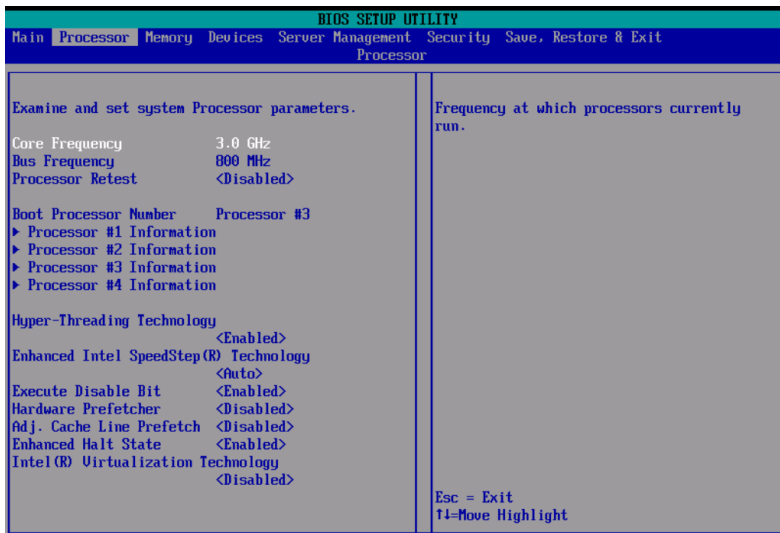 BIOS SETUP UTILITY
Main Processor Memory Devices Server Management Security Save, Restore & Exit
Processor
Examine and set system Processor parameters.
Core Frequency 3.0 GHz
Bus Frequency 800 MHz
Processor Retest <Disabled>
Boot Processor Number Processor #3
▶ Processor #1 Information
▶ Processor #2 Information
▶ Processor #3 Information
▶ Processor #4 Information
Hyper-Threading Technology
<Enabled>
Enhanced Intel SpeedStep(R) Technology
<Auto>
Execute Disable Bit <Enabled>
Hardware Prefetcher <Disabled>
Adj. Cache Line Prefetch <Disabled>
Enhanced Halt State <Enabled>
Intel(R) Virtualization Technology
<Disabled>
Frequency at which processors currently
run.
Esc = Exit
↑↓=Move Highlight